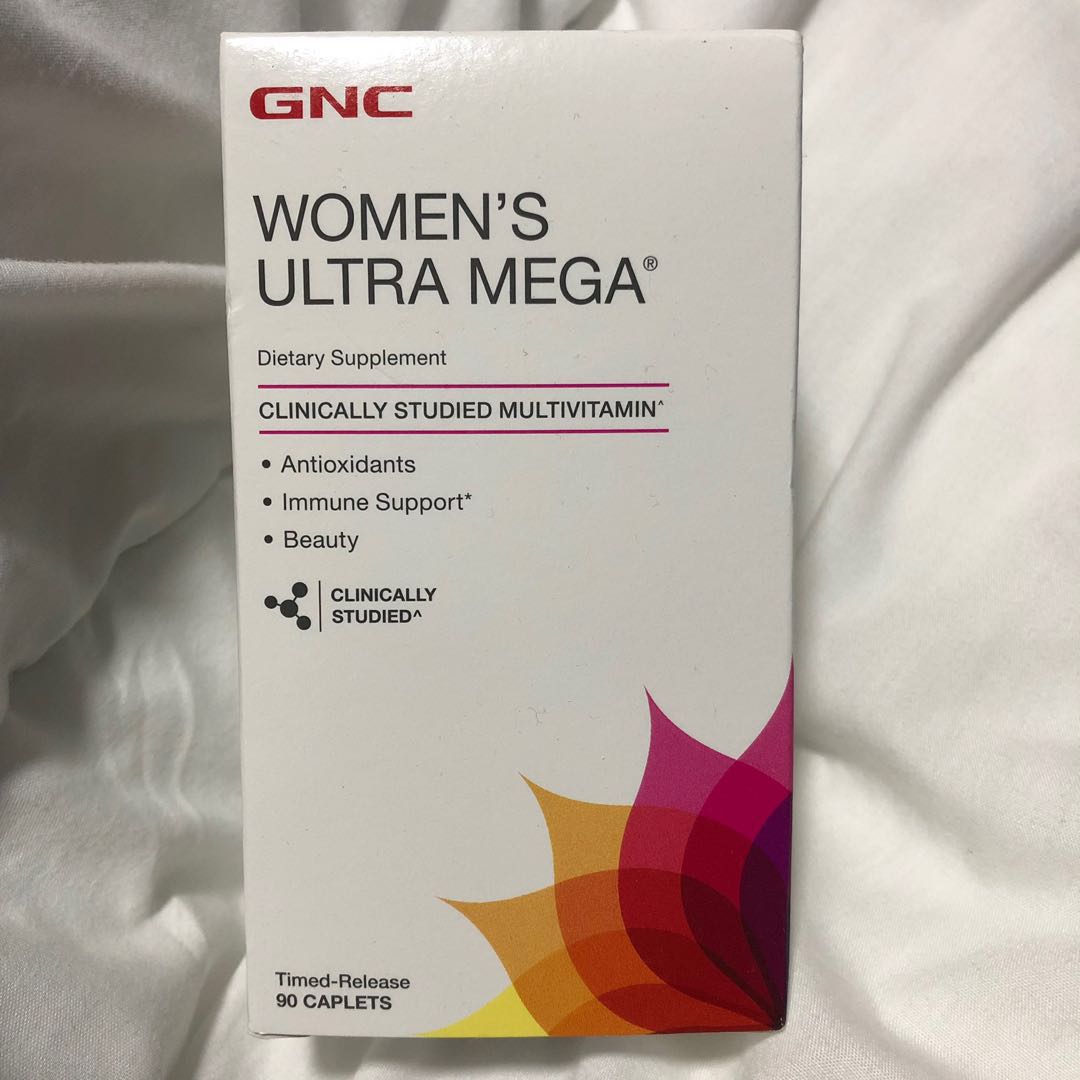 GNC
WOMEN'S
ULTRA MEGA®
Dietary Supplement
CLINICALLY STUDIED MULTIVITAMIN^
• Antioxidants
• Immune Support*
• Beauty
CLINICALLY
STUDIED^
Timed-Release
90 CAPLETS